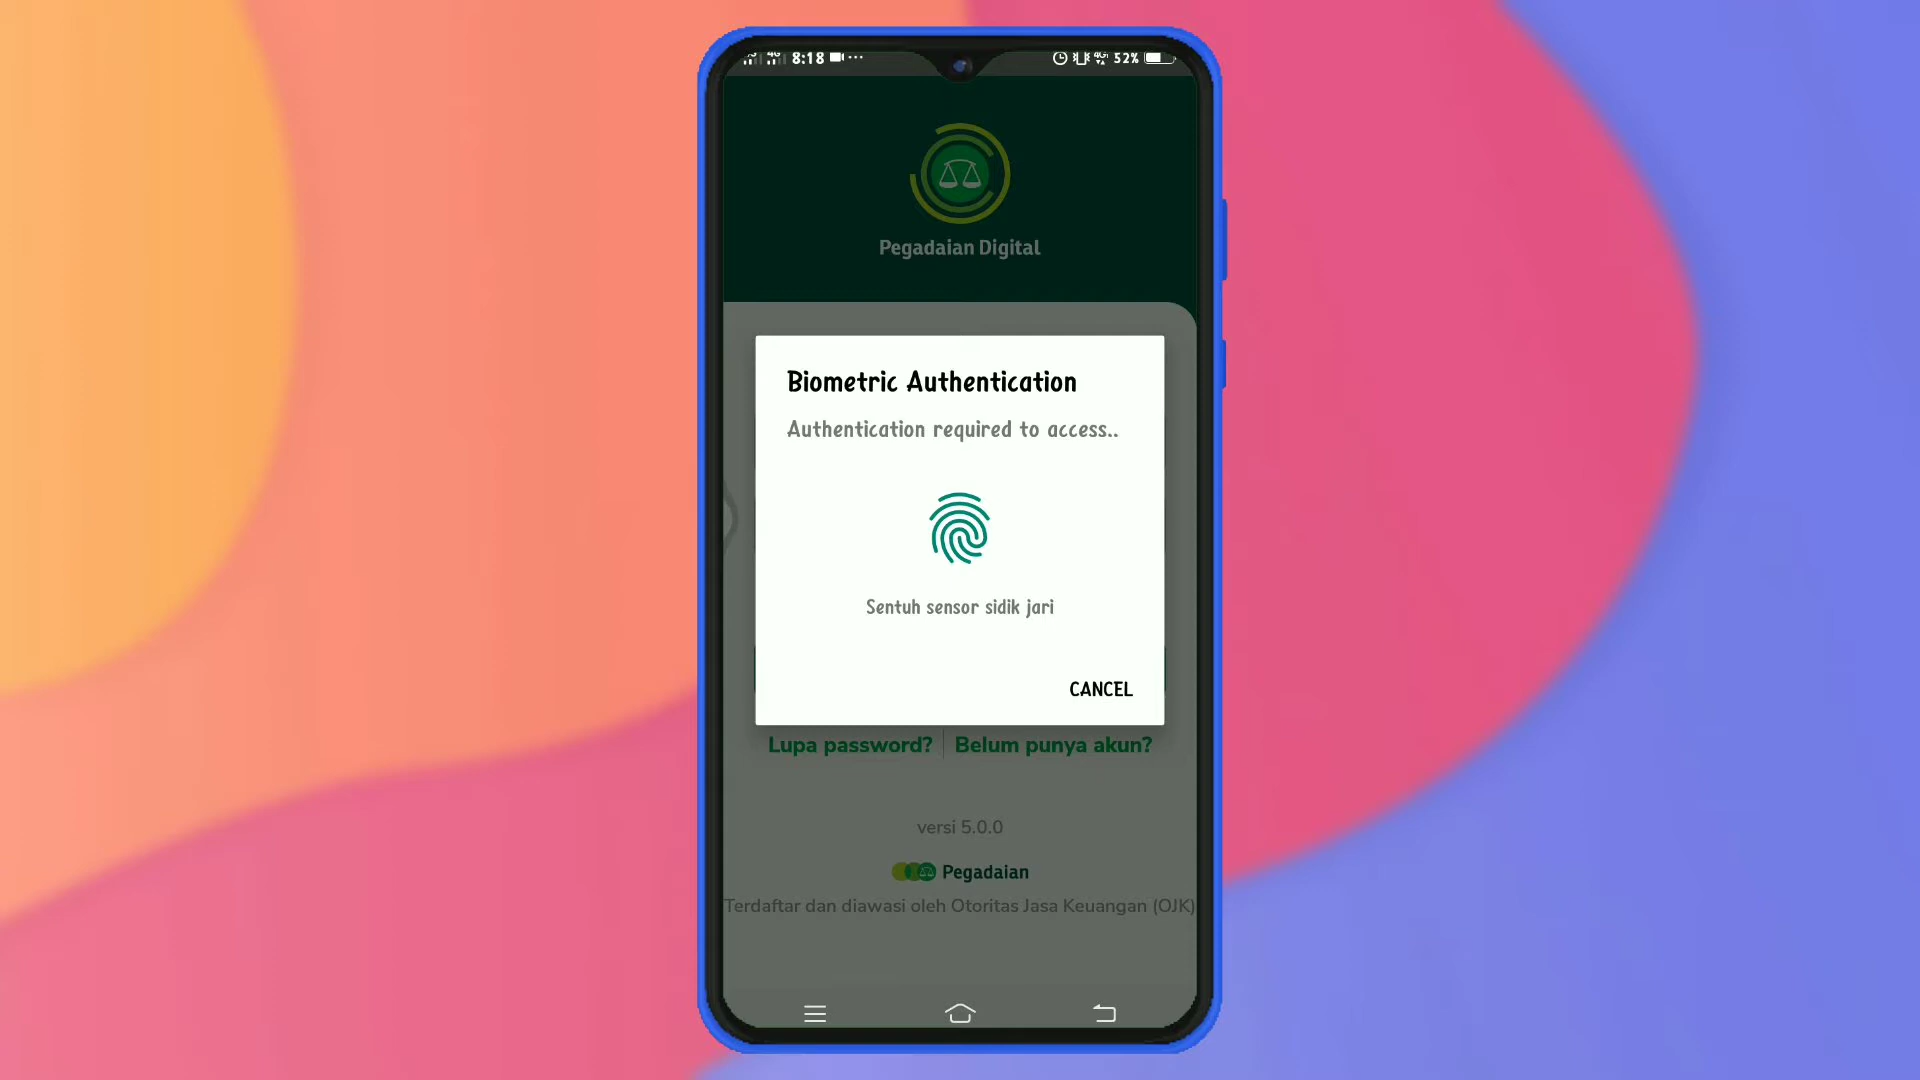 8:18 52%
Pegadaian Digital
Biometric Authentication
Authentication required to access..
Sentuh sensor sidik jari
CANCEL
Lupa password? Belum punya akun?
versi 5.0.0
Pegadaian
Terdaftar dan diawasi oleh Otoritas Jasa Keuangan (OJK)